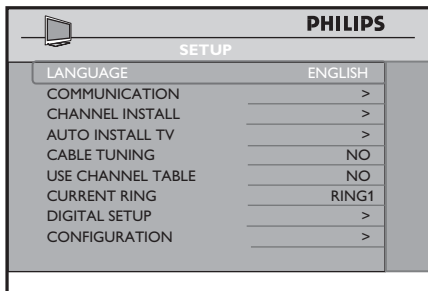 PHILIPS
SETUP
LANGUAGE ENGLISH
COMMUNICATION >
CHANNEL INSTALL >
AUTO INSTALL TV >
CABLE TUNING NO
USE CHANNEL TABLE NO
CURRENT RING RING1
DIGITAL SETUP >
CONFIGURATION >